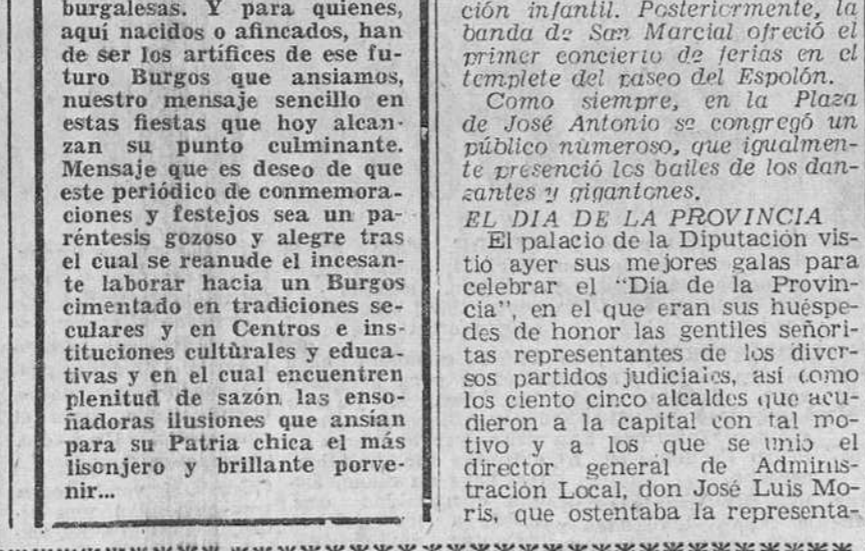 burgalesas. Y para quienes,
aquí nacidos o afincados, han
de ser los artífices de ese fu-
turo Burgos que ansiamos,
nuestro mensaje sencillo en
estas fiestas que hoy alcan-
zan su punto culminante.
Mensaje que es deseo de que
este periódico de conmemora-
ciones y festejos sea un pa-
réntesis gozoso y alegre tras
el cual se reanude el incesan-
te laborar hacia un Burgos
cimentado en tradiciones se-
culares y en Centros e ins-
tituciones cultùrales y educa-
tivas y en el cual encuentren
plenitud de sazón las enso-
ñadoras ilusiones que ansían
para su Patria chica el más
lisonjero y brillante porve-
nir...
ción infantil. Posteriormente, la
banda de San Marcial ofreció el
primer concierto de ferias en el
templete del paseo del Espolón.
Como siempre, en la Plaza
de José Antonio se congregó un
público numeroso, que igualmen-
te presenció los bailes de los dan-
zantes y gigantones.
EL DIA DE LA PROVINCIA
El palacio de la Diputación vis-
tió ayer sus mejores galas para
celebrar el "Día de la Provin-
cia", en el que eran sus huéspe-
des de honor las gentiles señori-
tas representantes de los diver-
sos partidos judiciales, así como
los ciento cinco alcaldes que acu-
dieron a la capital con tal mo-
tivo y a los que se unió el
director general de Adminis-
tración Local, don José Luis Mo-
ris, que ostentaba la representa-